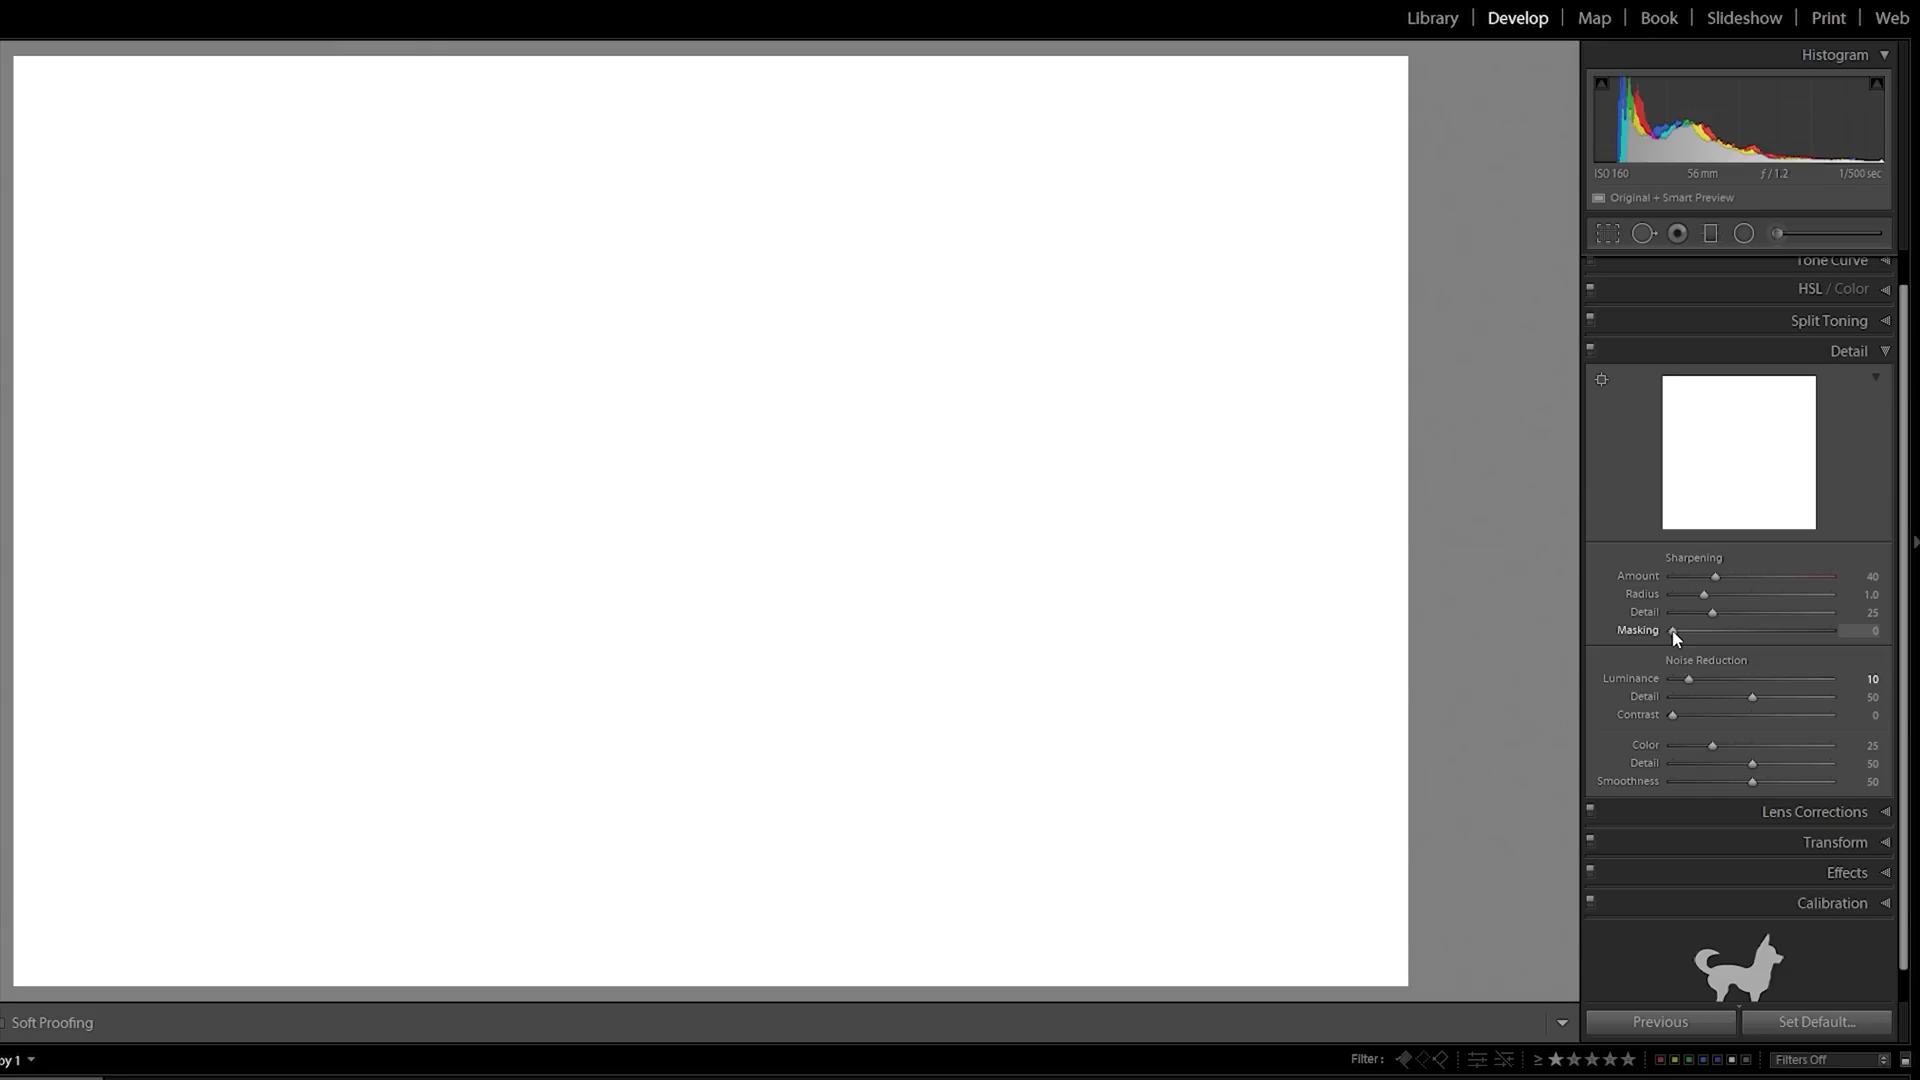 Library | Develop | Map | Book | Slideshow | Print | Web
Histogram
ISO 160 56 mm ƒ / 1.2 1/500 sec
Original + Smart Preview
Tone Curve
HSL / Color
Split Toning
Detail
Sharpening
Amount 40
Radius 1.0
Detail 25
Masking 0
Noise Reduction
Luminance 10
Detail 50
Contrast 0
Color 25
Detail 50
Smoothness 50
Lens Corrections
Transform
Effects
Calibration
Soft Proofing
Previous Set Default...
py 1 Filter : ≥ Filters Off